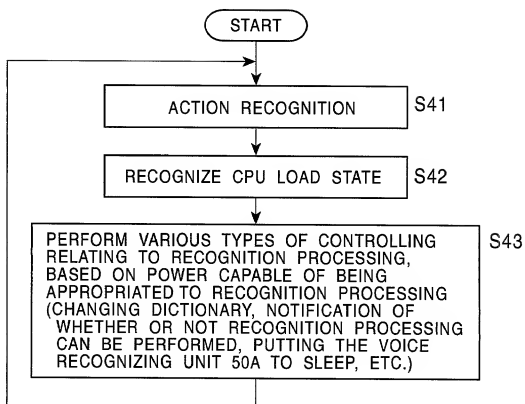 START
ACTION RECOGNITION
S41
RECOGNIZE CPU LOAD STATE
S42
PERFORM VARIOUS TYPES OF CONTROLLING
RELATING TO RECOGNITION PROCESSING,
BASED ON POWER CAPABLE OF BEING
APPROPRIATED TO RECOGNITION PROCESSING
(CHANGING DICTIONARY, NOTIFICATION OF
WHETHER OR NOT RECOGNITION PROCESSING
CAN BE PERFORMED, PUTTING THE VOICE
RECOGNIZING UNIT 50A TO SLEEP, ETC.)
S43